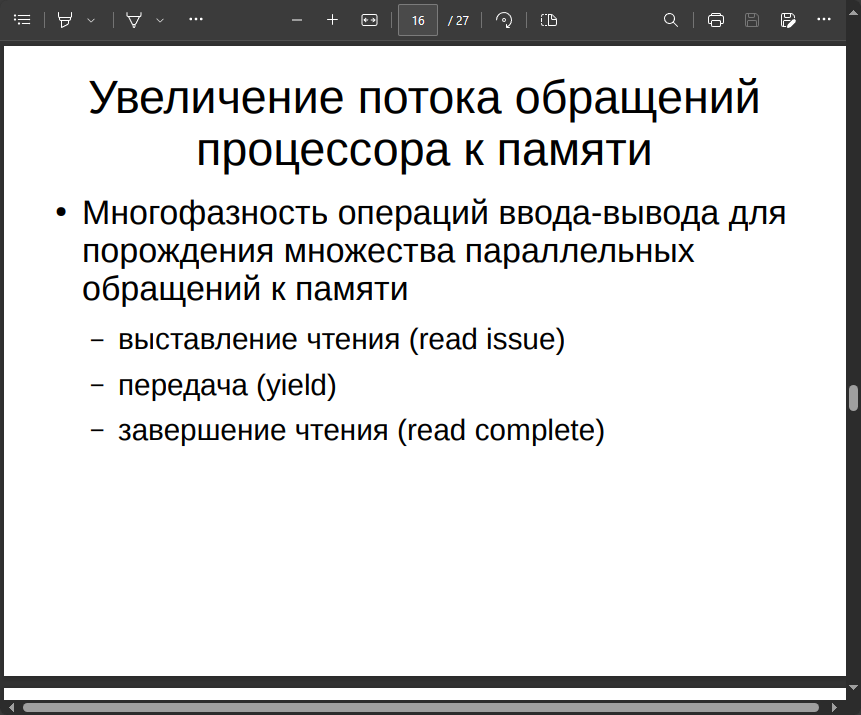 16 / 27
Увеличение потока обращений
процессора к памяти
• Многофазность операций ввода-вывода для
порождения множества параллельных
обращений к памяти
– выставление чтения (read issue)
– передача (yield)
– завершение чтения (read complete)